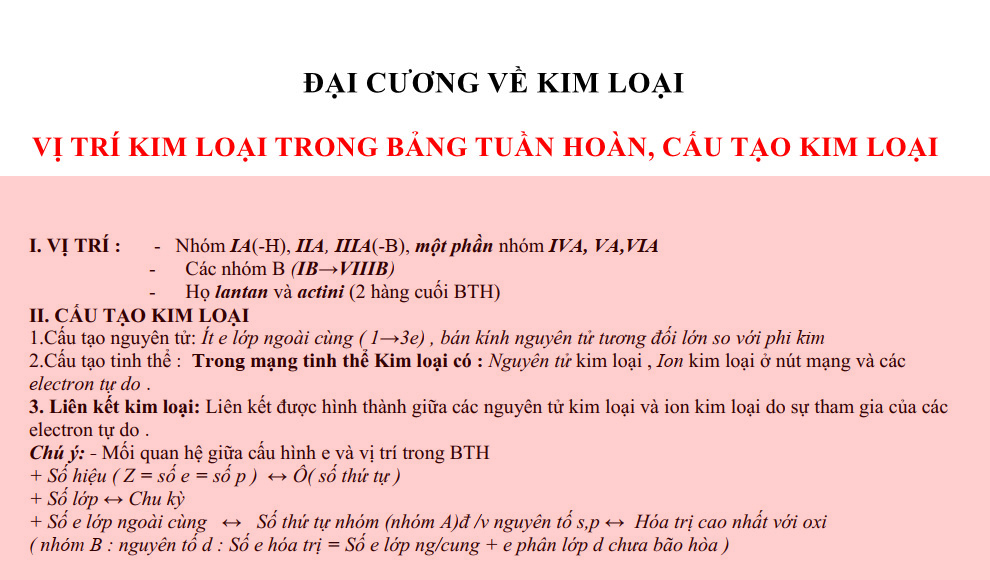 ĐẠI CƯƠNG VỀ KIM LOẠI
VỊ TRÍ KIM LOẠI TRONG BẢNG TUẦN HOÀN, CẤU TẠO KIM LOẠI
I. VỊ TRÍ : - Nhóm IA(-H), IIA, IIIA(-B), một phần nhóm IVA, VA,VIA
- Các nhóm B (IB→VIIIB)
- Họ lantan và actini (2 hàng cuối BTH)
II. CẤU TẠO KIM LOẠI
1.Cấu tạo nguyên tử: Ít e lớp ngoài cùng ( 1→3e) , bán kính nguyên tử tương đối lớn so với phi kim
2.Cấu tạo tinh thể : Trong mạng tinh thể Kim loại có : Nguyên tử kim loại , Ion kim loại ở nút mạng và các
electron tự do .
3. Liên kết kim loại: Liên kết được hình thành giữa các nguyên tử kim loại và ion kim loại do sự tham gia của các
electron tự do .
Chú ý: - Mối quan hệ giữa cấu hình e và vị trí trong BTH
+ Số hiệu ( Z = số e = số p ) ↔ Ô( số thứ tự )
+ Số lớp ↔ Chu kỳ
+ Số e lớp ngoài cùng ↔ Số thứ tự nhóm (nhóm A)đ /v nguyên tố s,p ↔ Hóa trị cao nhất với oxi
( nhóm B : nguyên tố d : Số e hóa trị = Số e lớp ng/cung + e phân lớp d chưa bão hòa )